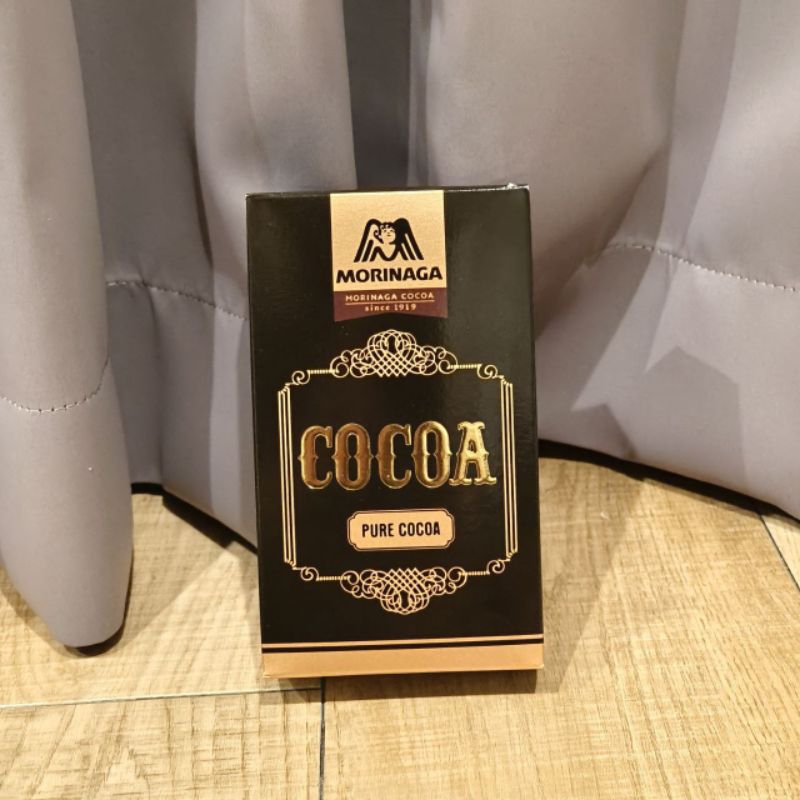 MORINAGA
MORINAGA COCOA
since 1919
COCOA
PURE COCOA